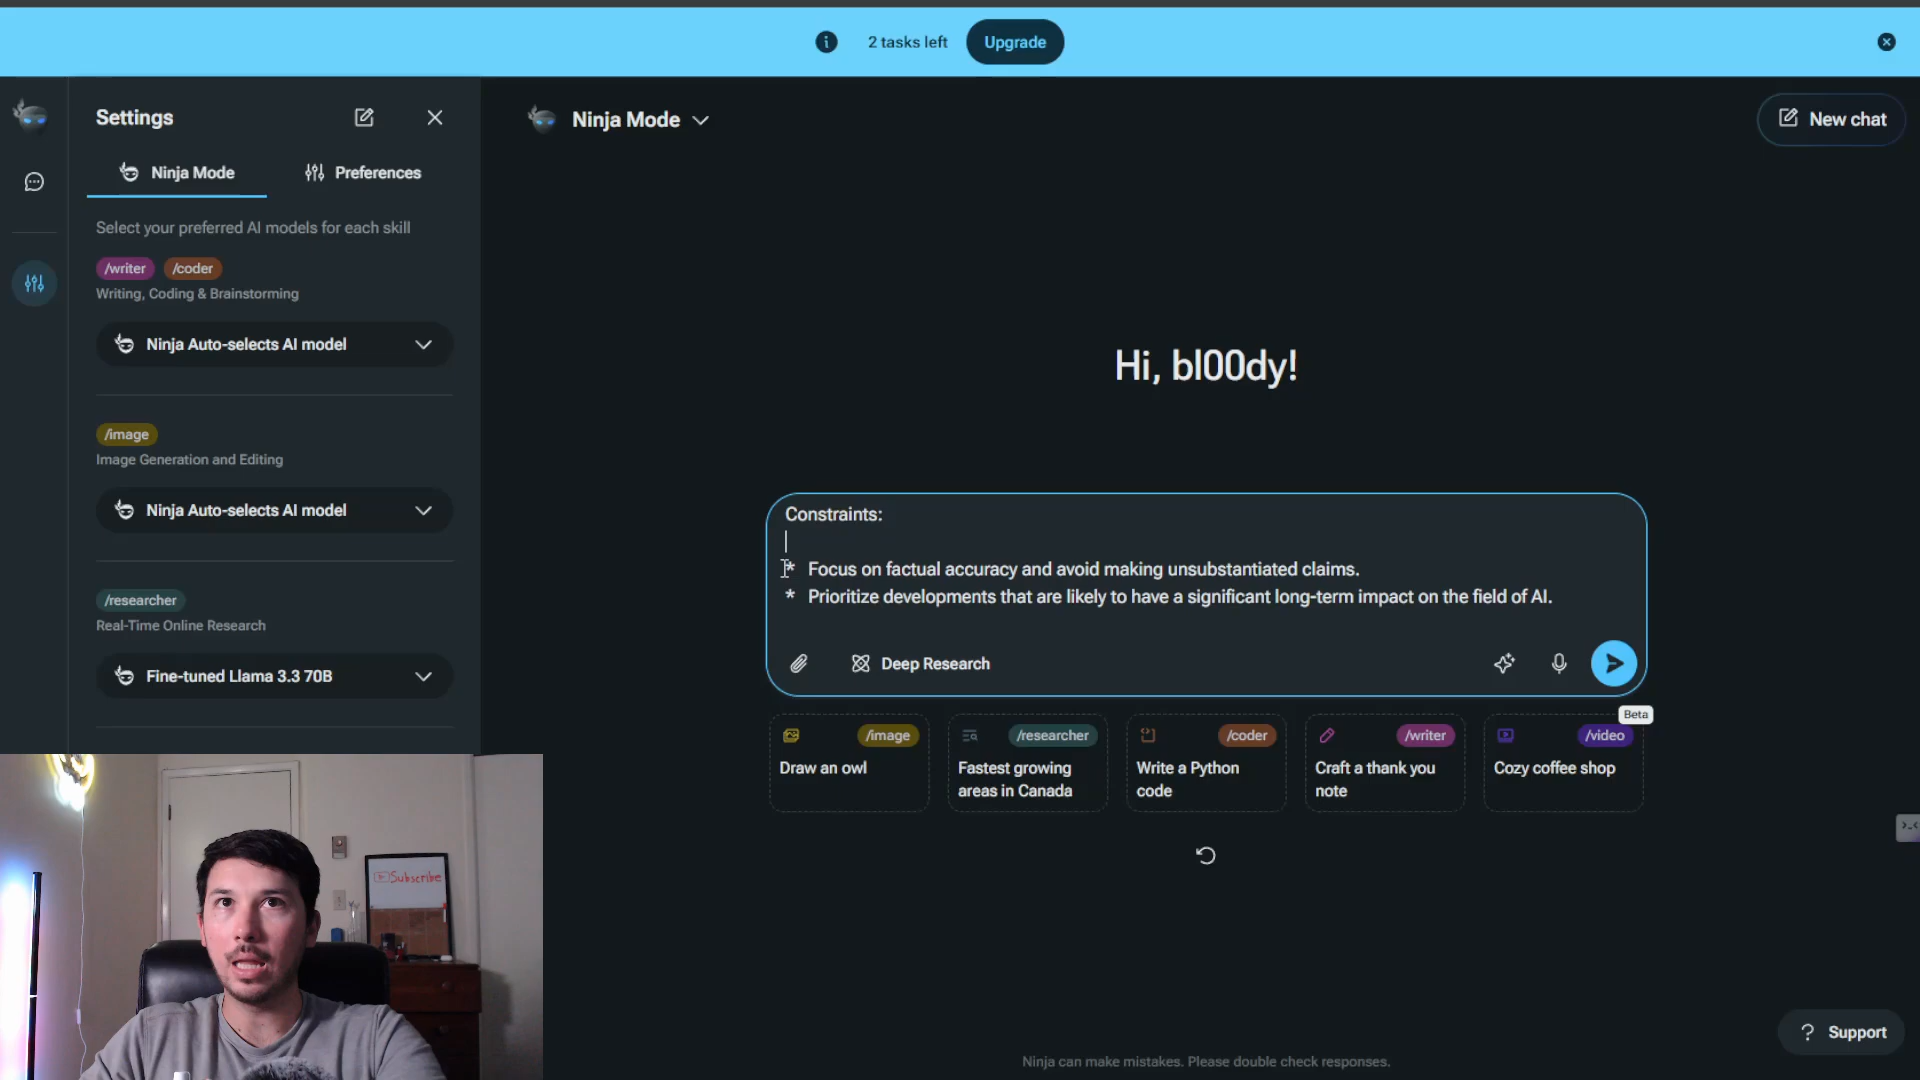 2 tasks left
Upgrade
Settings
Ninja Mode
Preferences
Select your preferred AI models for each skill
/writer
/coder
Writing, Coding & Brainstorming
Ninja Auto-selects AI model
/image
Image Generation and Editing
Ninja Auto-selects AI model
/researcher
Real-Time Online Research
Fine-tuned Llama 3.3 70B
Subscribe
Ninja Mode
New chat
Hi, bl00dy!
Constraints:
* Focus on factual accuracy and avoid making unsubstantiated claims.
* Prioritize developments that are likely to have a significant long-term impact on the field of AI.
Deep Research
/image
Draw an owl
/researcher
Fastest growing
areas in Canada
/coder
Write a Python
code
/writer
Craft a thank you
note
Beta
/video
Cozy coffee shop
? Support
Ninja can make mistakes. Please double check responses.